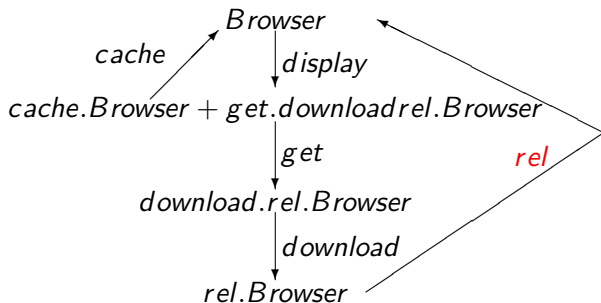 Browser
cache
display
cache.Browser + get.downloadrel.Browser
get
rel
download.rel.Browser
download
rel.Browser